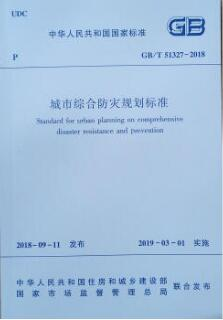 UDC
中华人民共和国国家标准
GB
P
GB/T 51327-2018
城市综合防灾规划标准
Standard for urban planning on comprehensive
disaster resistance and prevention
2018-09-11 发布
2019-03-01 实施
中华人民共和国住房和城乡建设部
国家市场监督管理总局
联合发布